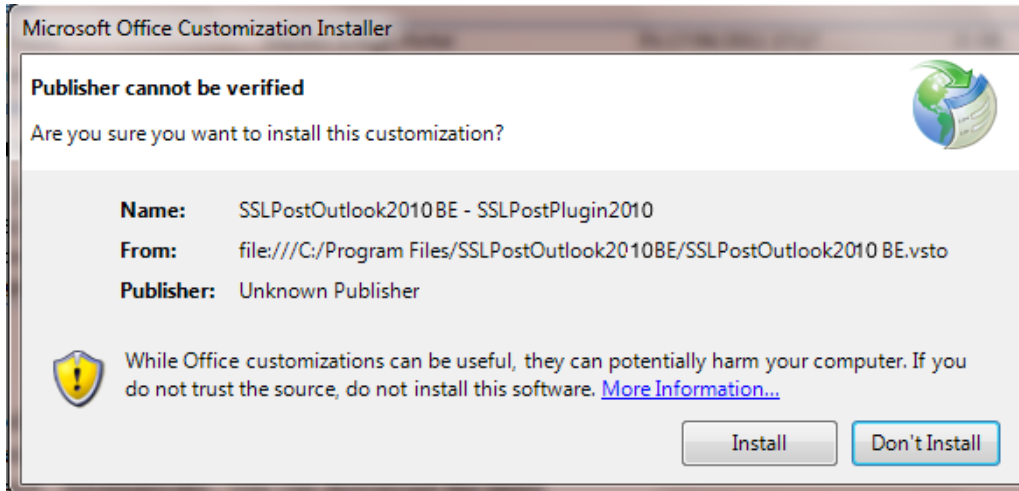 Microsoft Office Customization Installer
Publisher cannot be verified
Are you sure you want to install this customization?
Name: SSLPostOutlook2010BE - SSLPostPlugin2010
From: file:///C:/Program Files/SSLPostOutlook2010BE/SSLPostOutlook2010 BE.vsto
Publisher: Unknown Publisher
While Office customizations can be useful, they can potentially harm your computer. If you
do not trust the source, do not install this software. More Information...
Install Don't Install